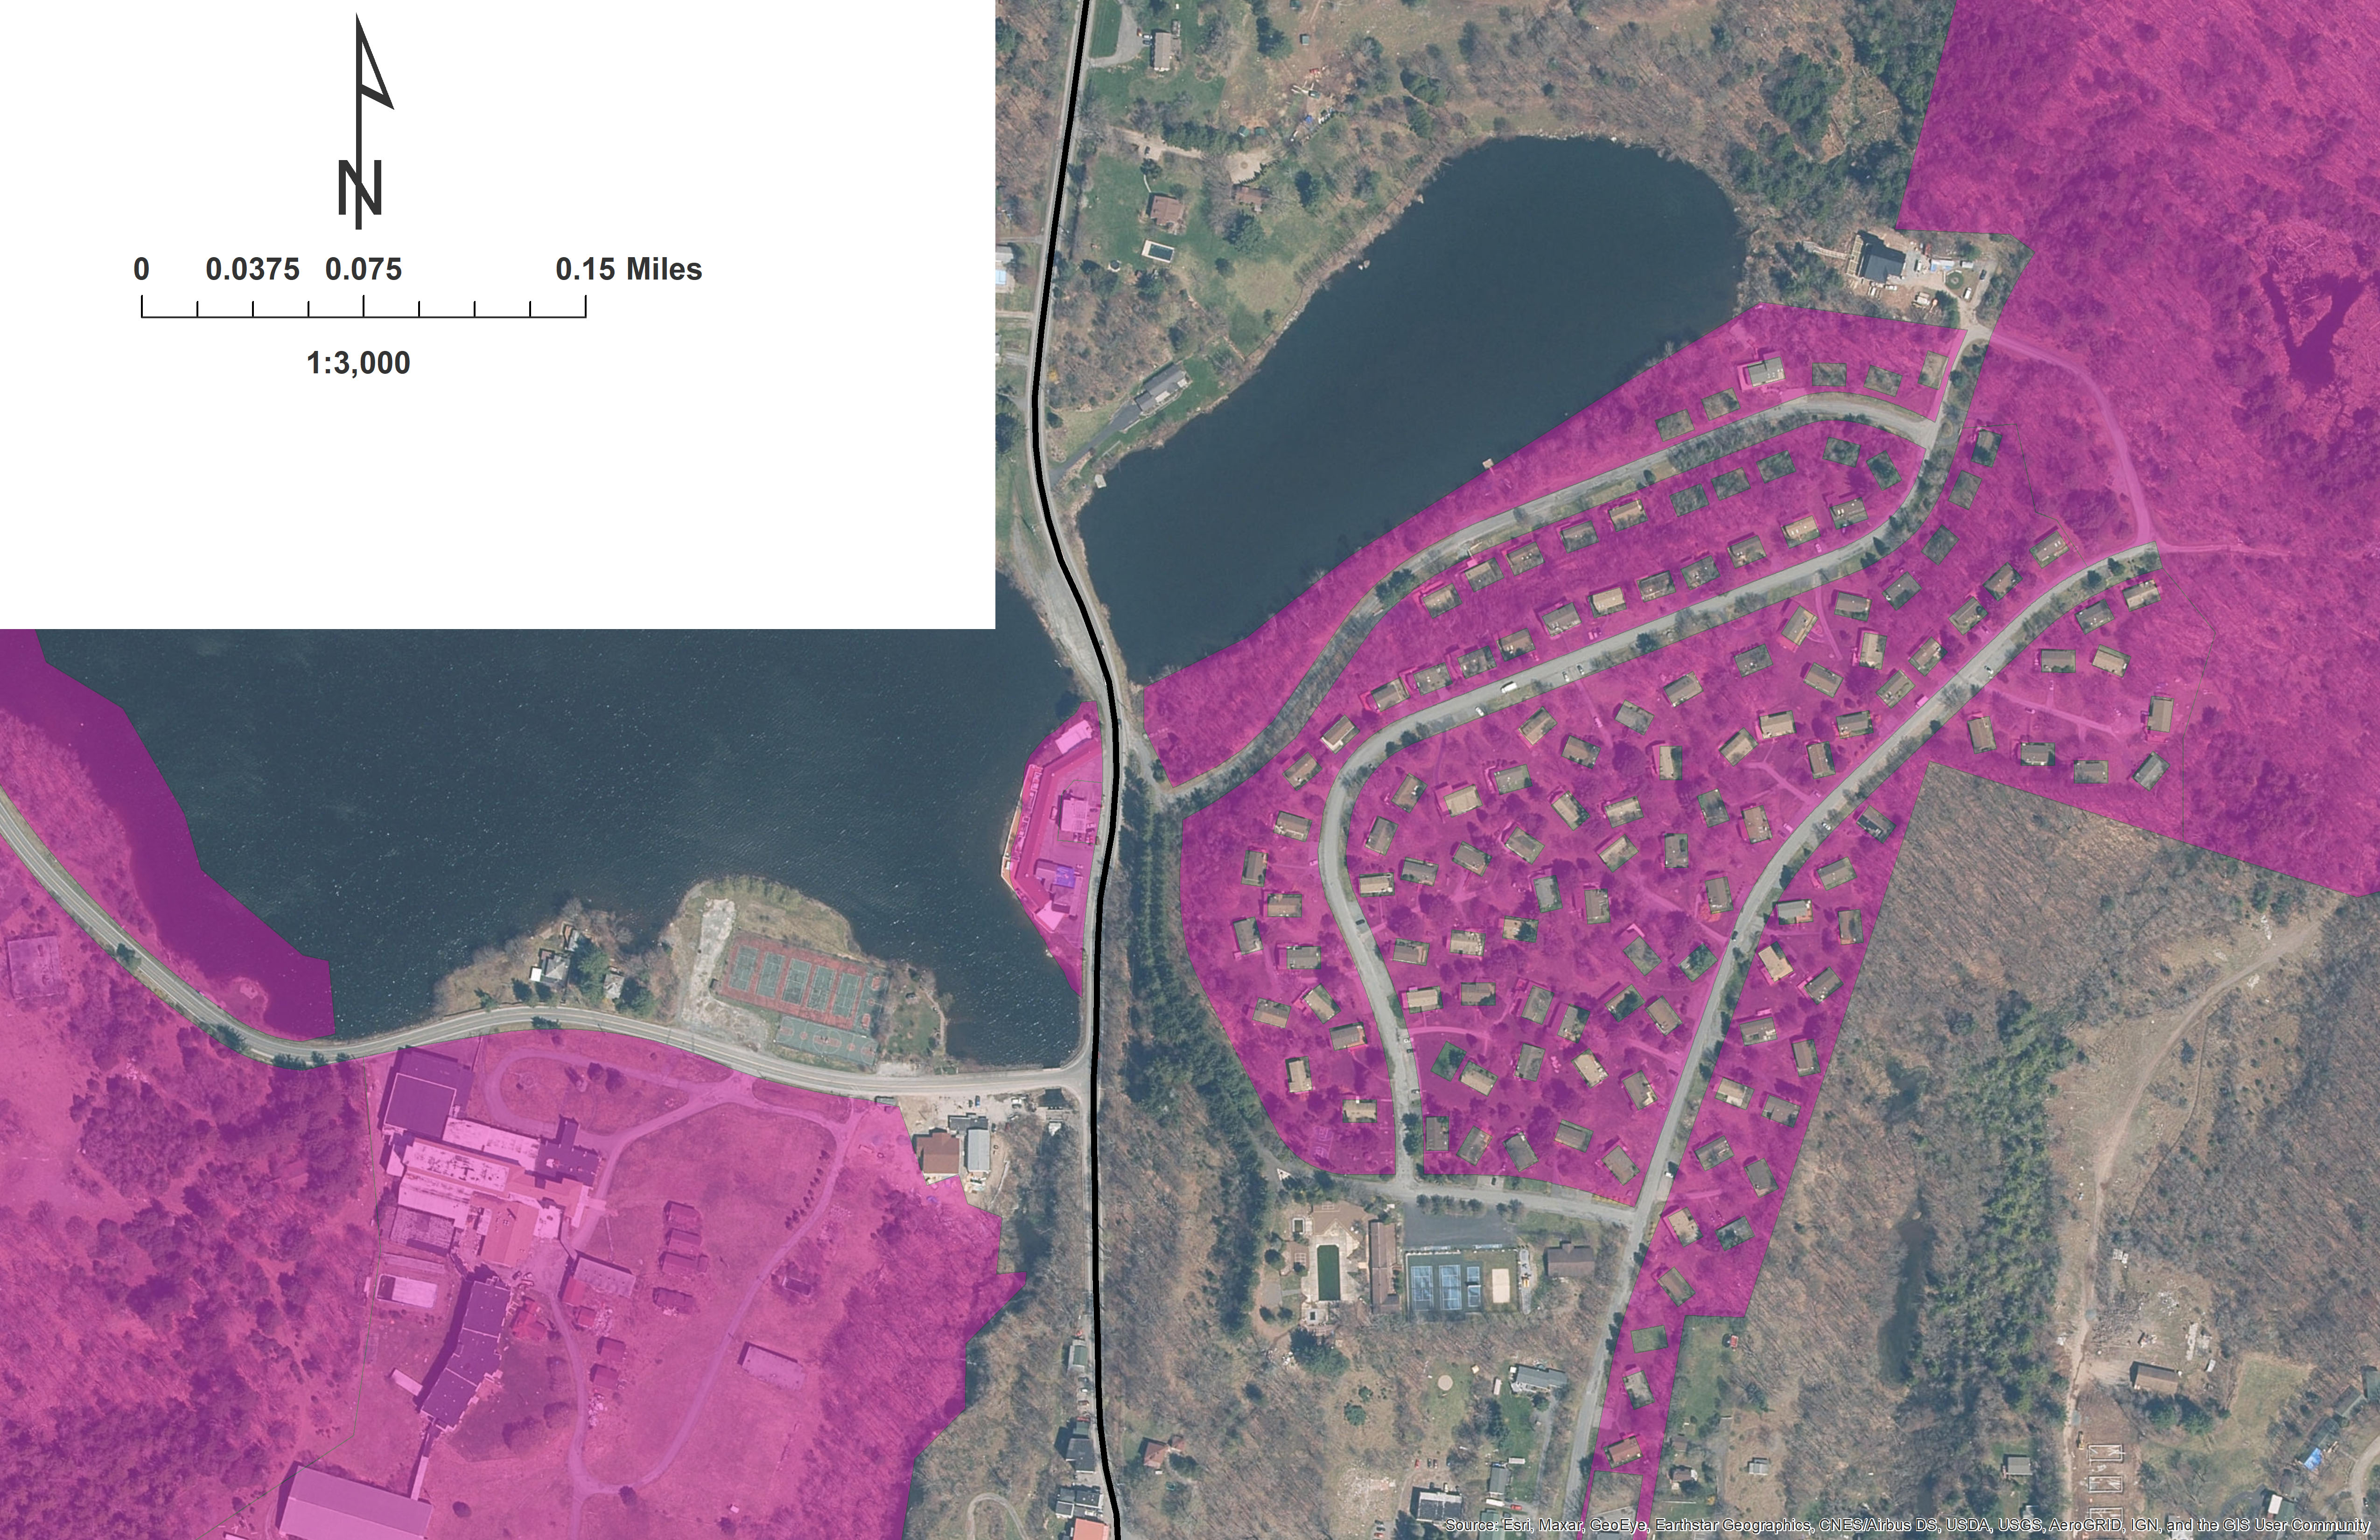 N
0 0.0375 0.075 0.15 Miles
1:3,000
Source: Esri, Maxar, GeoEye, Earthstar Geographics, CNES/Airbus DS, USDA, USGS, AeroGRID, IGN, and the GIS User Community